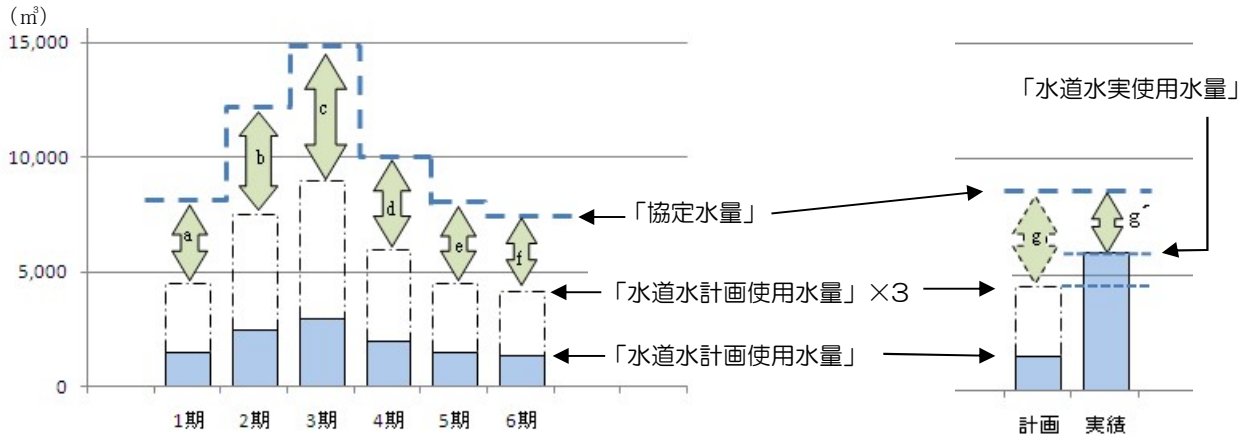 （㎥）
15,000
10,000
5,000
0
a
b
c
d
e
f
1期
2期
3期
4期
5期
6期
「水道水実使用水量」
「協定水量」
「水道水計画使用水量」×3
「水道水計画使用水量」
g
g´
計画
実績